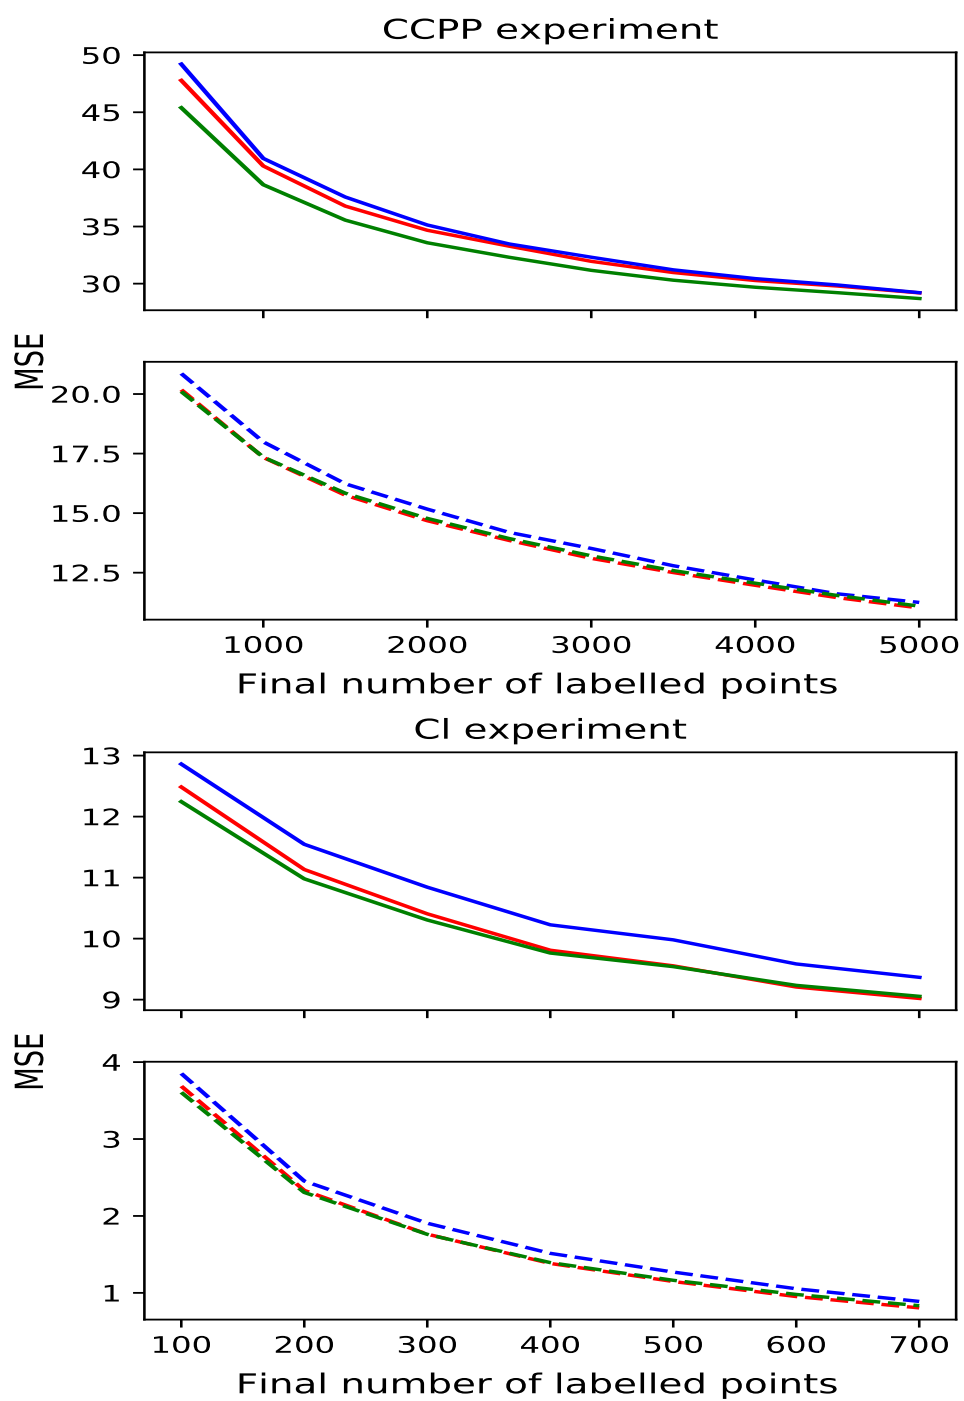 CCPP experiment
50
45
40
35
30
MSE
20.0
17.5
15.0
12.5
1000 2000 3000 4000 5000
Final number of labelled points
Cl experiment
13
12
11
10
9
MSE
4
3
2
1
100 200 300 400 500 600 700
Final number of labelled points